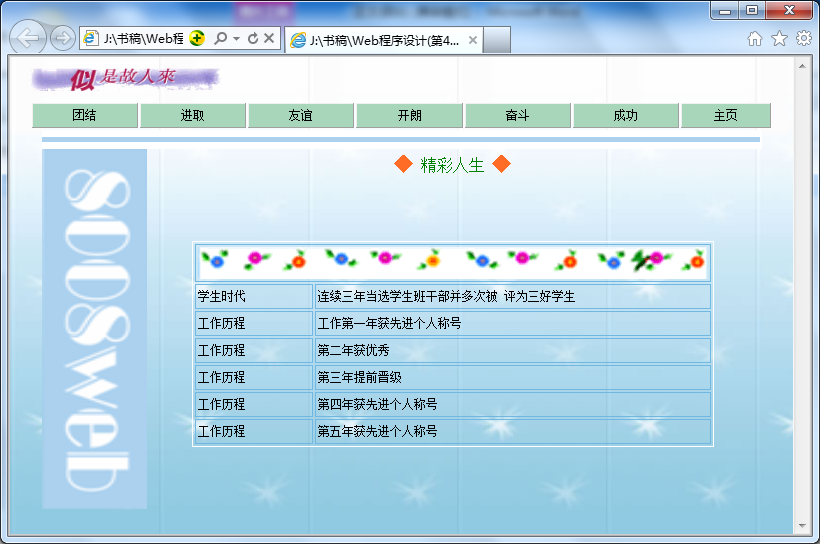 J:\书稿\Web程
J:\书稿\Web程序设计(第4...
似是故人来
团结 进取 友谊 开朗 奋斗 成功 主页
◆ 精彩人生 ◆
SOOSWeb
学生时代 连续三年当选学生班干部并多次被 评为三好学生
工作历程 工作第一年获先进个人称号
工作历程 第二年获优秀
工作历程 第三年提前晋级
工作历程 第四年获先进个人称号
工作历程 第五年获先进个人称号